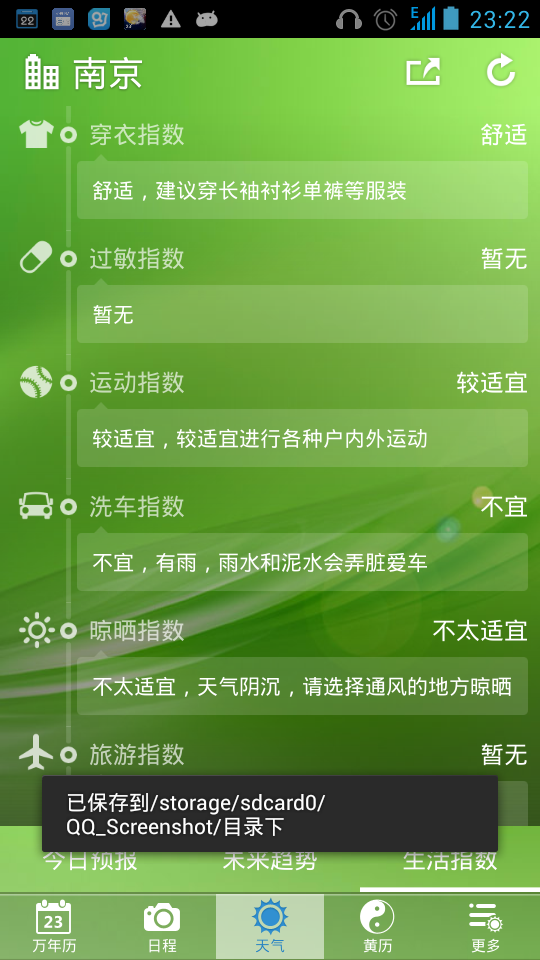 22
E
23:22
南京
穿衣指数
舒适
舒适，建议穿长袖衬衫单裤等服装
过敏指数
暂无
暂无
运动指数
较适宜
较适宜，较适宜进行各种户内外运动
洗车指数
不宜
不宜，有雨，雨水和泥水会弄脏爱车
晾晒指数
不太适宜
不太适宜，天气阴沉，请选择通风的地方晾晒
旅游指数
暂无
已保存到/storage/sdcard0/
QQ_Screenshot/目录下
今日预报
未来趋势
生活指数
23
万年历
日程
天气
黄历
更多